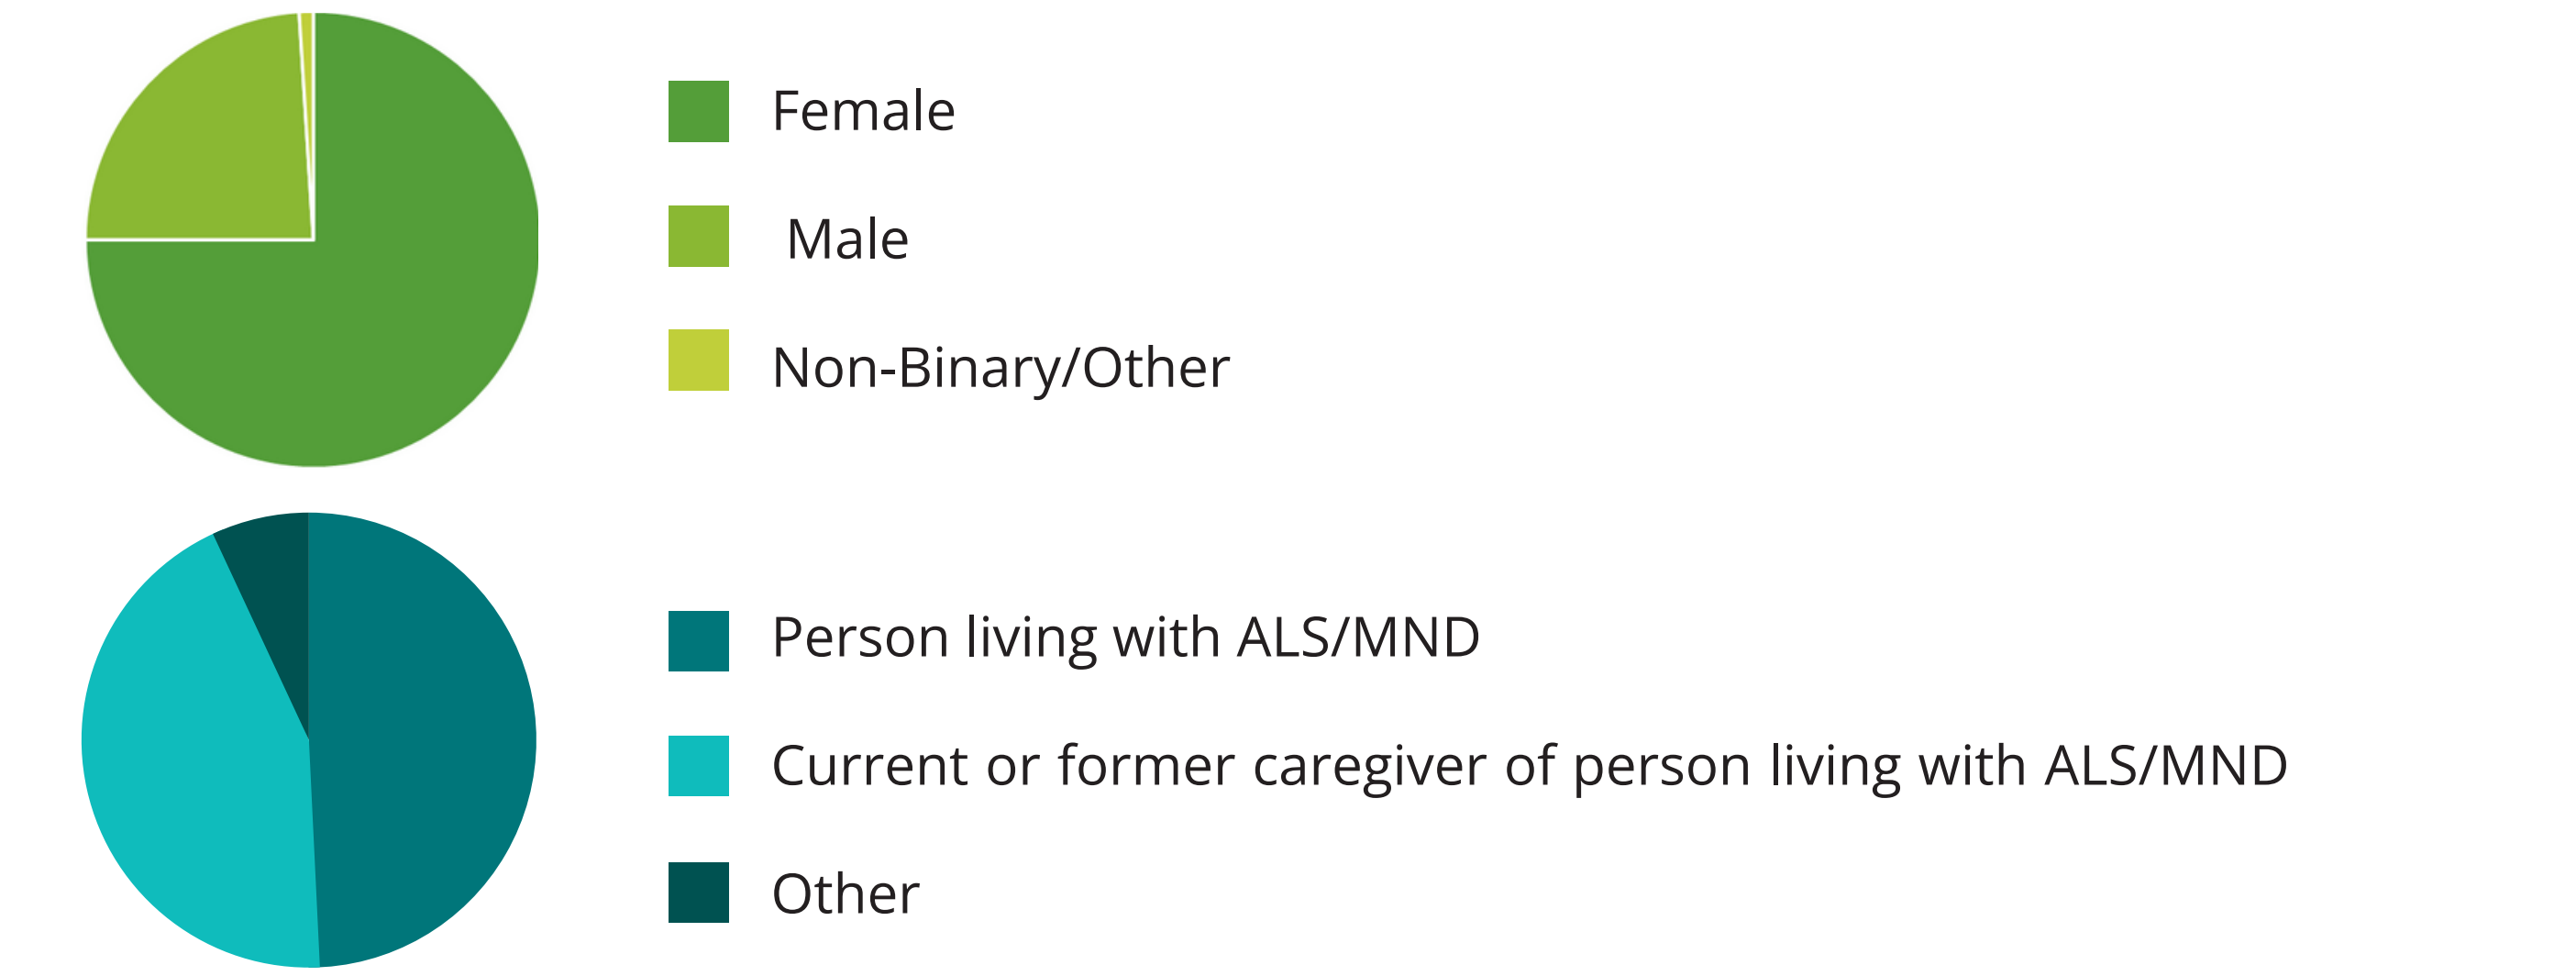 Female
Male
Non-Binary/Other
Person living with ALS/MND
Current or former caregiver of person living with ALS/MND
Other